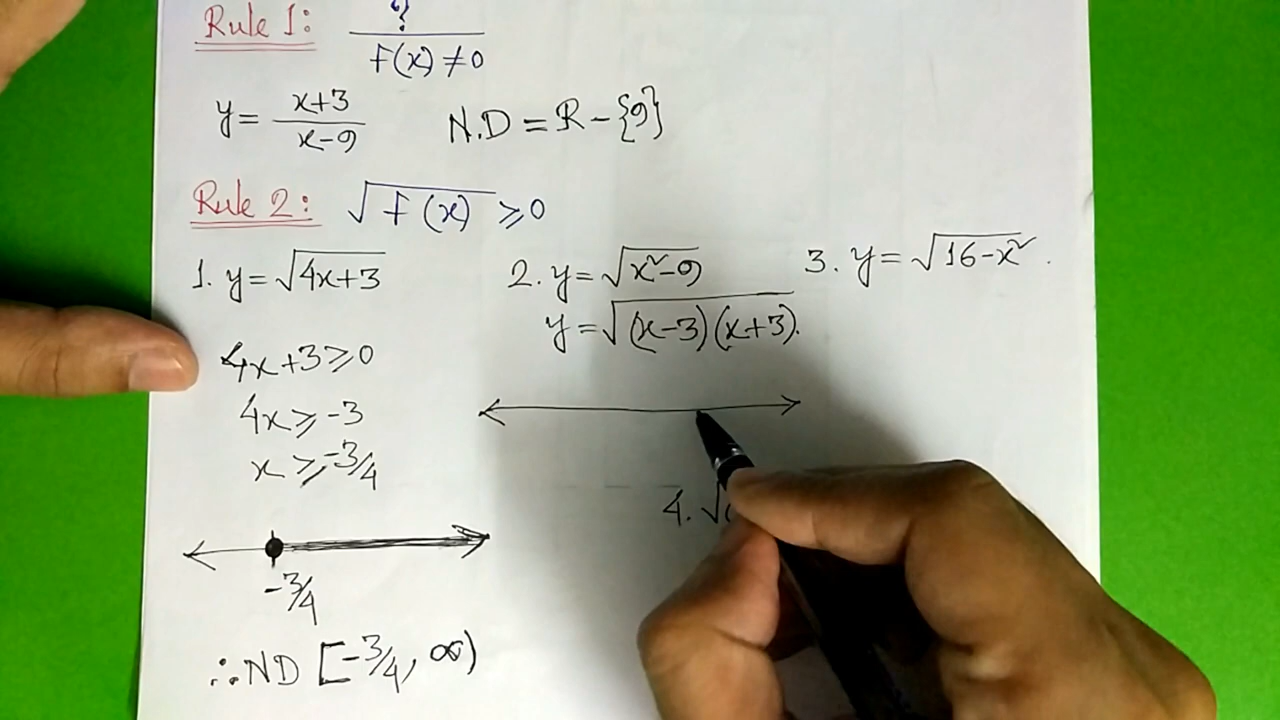 Rule 1: ?/F(x) ≠ 0
y = (x+3)/(x-9) N.D = R - {9}
Rule 2: √F(x) ≥ 0
1. y = √(4x+3) 2. y = √(x²-9) 3. y = √(16-x²)
y = √((x-3)(x+3)).
4x+3 ≥ 0
4x ≥ -3
x ≥ -3/4
4. √
-3/4
∴ ND [-3/4, ∞)